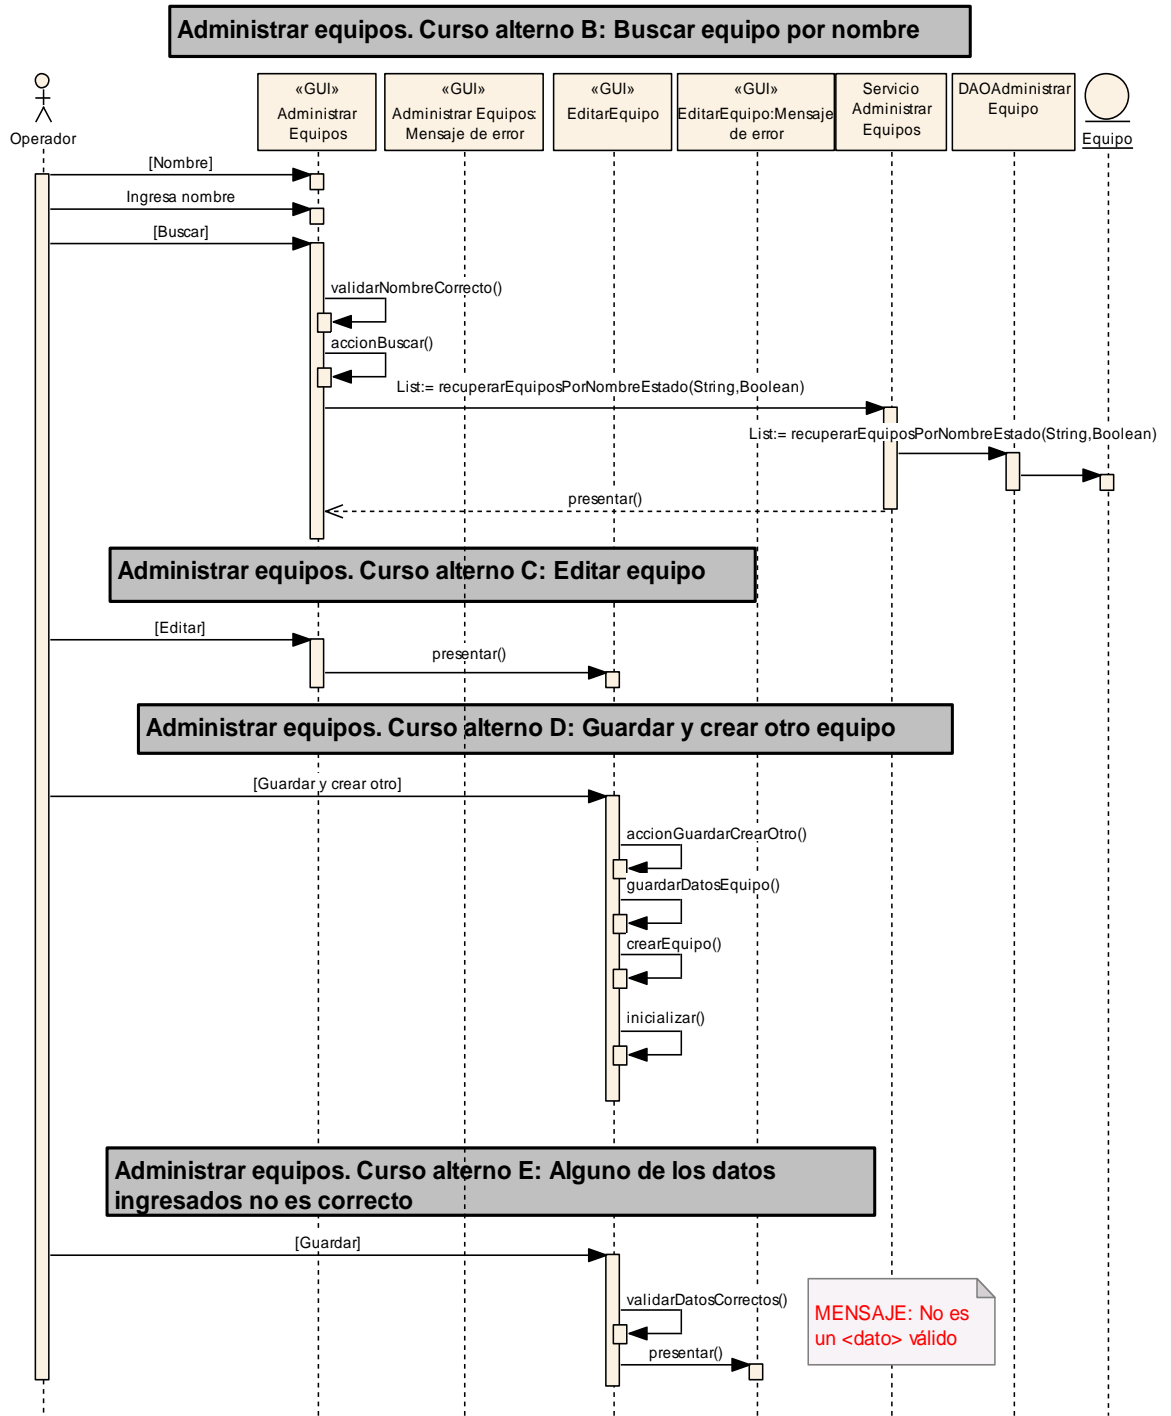 Administrar equipos. Curso alterno B: Buscar equipo por nombre
Operador
«GUI»
Administrar
Equipos
«GUI»
Administrar Equipos:
Mensaje de error
«GUI»
EditarEquipo
«GUI»
EditarEquipo:Mensaje
de error
Servicio
Administrar
Equipos
DAOAdministrar
Equipo
Equipo
[Nombre]
Ingresa nombre
[Buscar]
validarNombreCorrecto()
accionBuscar()
List:= recuperarEquiposPorNombreEstado(String,Boolean)
List:= recuperarEquiposPorNombreEstado(String,Boolean)
presentar()
Administrar equipos. Curso alterno C: Editar equipo
[Editar]
presentar()
Administrar equipos. Curso alterno D: Guardar y crear otro equipo
[Guardar y crear otro]
accionGuardarCrearOtro()
guardarDatosEquipo()
crearEquipo()
inicializar()
Administrar equipos. Curso alterno E: Alguno de los datos
ingresados no es correcto
[Guardar]
validarDatosCorrectos()
presentar()
MENSAJE: No es
un <dato> válido